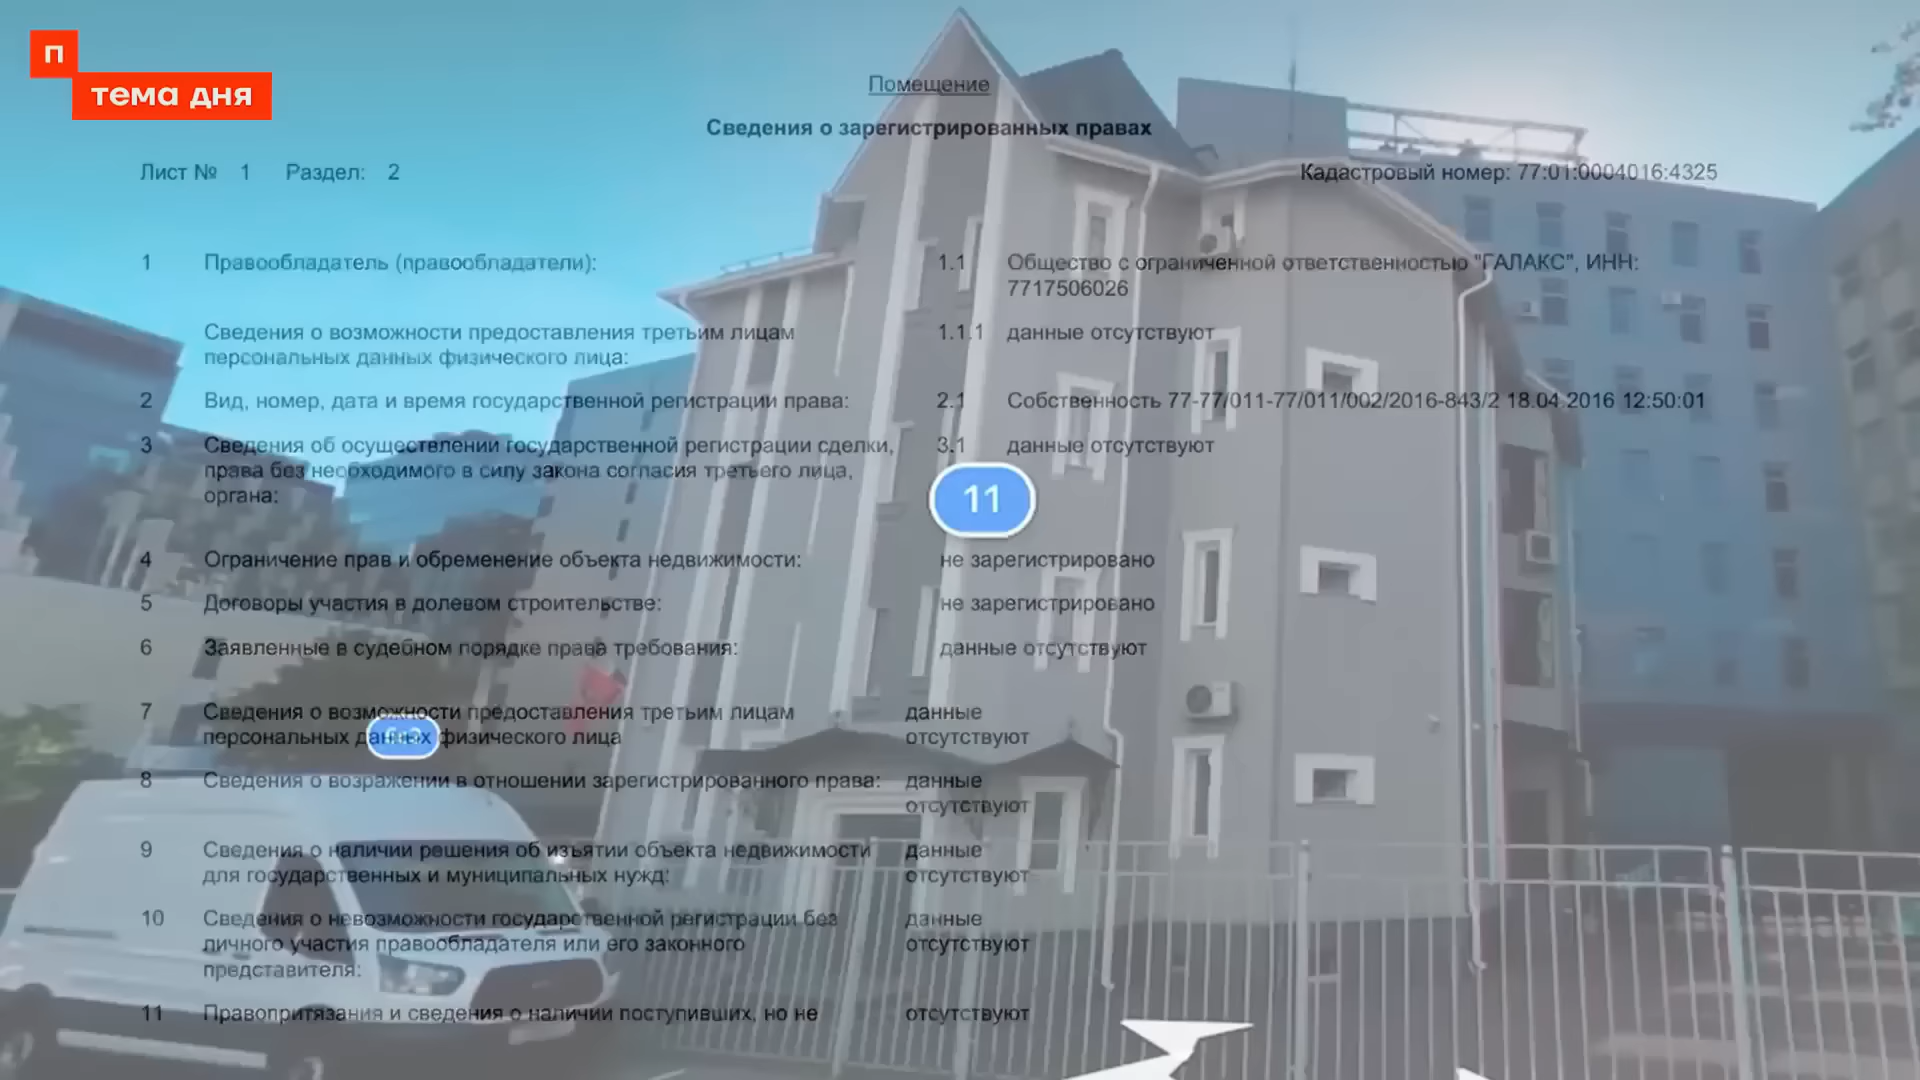 п
тема дня
Помещение
Сведения о зарегистрированных правах
Лист № 1 Раздел: 2
Кадастровый номер: 77:01:0004016:4325
1 Правообладатель (правообладатели): 1.1 Общество с ограниченной ответственностью "ГАЛАКС", ИНН:
7717506026
Сведения о возможности предоставления третьим лицам 1.1.1 данные отсутствуют
персональных данных физического лица:
2 Вид, номер, дата и время государственной регистрации права: 2.1 Собственность 77-77/011-77/011/002/2016-843/2 18.04.2016 12:50:01
3 Сведения об осуществлении государственной регистрации сделки, 3.1 данные отсутствуют
права без необходимого в силу закона согласия третьего лица,
органа:
11
4 Ограничение прав и обременение объекта недвижимости: не зарегистрировано
5 Договоры участия в долевом строительстве: не зарегистрировано
6 Заявленные в судебном порядке права требования: данные отсутствуют
7 Сведения о возможности предоставления третьим лицам данные
персональных данных физического лица отсутствуют
8 Сведения о возражении в отношении зарегистрированного права: данные
отсутствуют
9 Сведения о наличии решения об изъятии объекта недвижимости данные
для государственных и муниципальных нужд: отсутствуют
10 Сведения о невозможности государственной регистрации без данные
личного участия правообладателя или его законного отсутствуют
представителя:
11 Правопритязания и сведения о наличии поступивших, но не отсутствуют